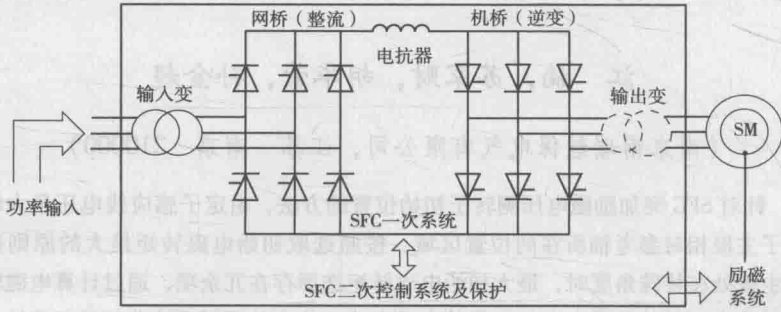 网桥（整流）
机桥（逆变）
电抗器
输入变
输出变
SM
功率输入
SFC一次系统
励磁
系统
SFC二次控制系统及保护